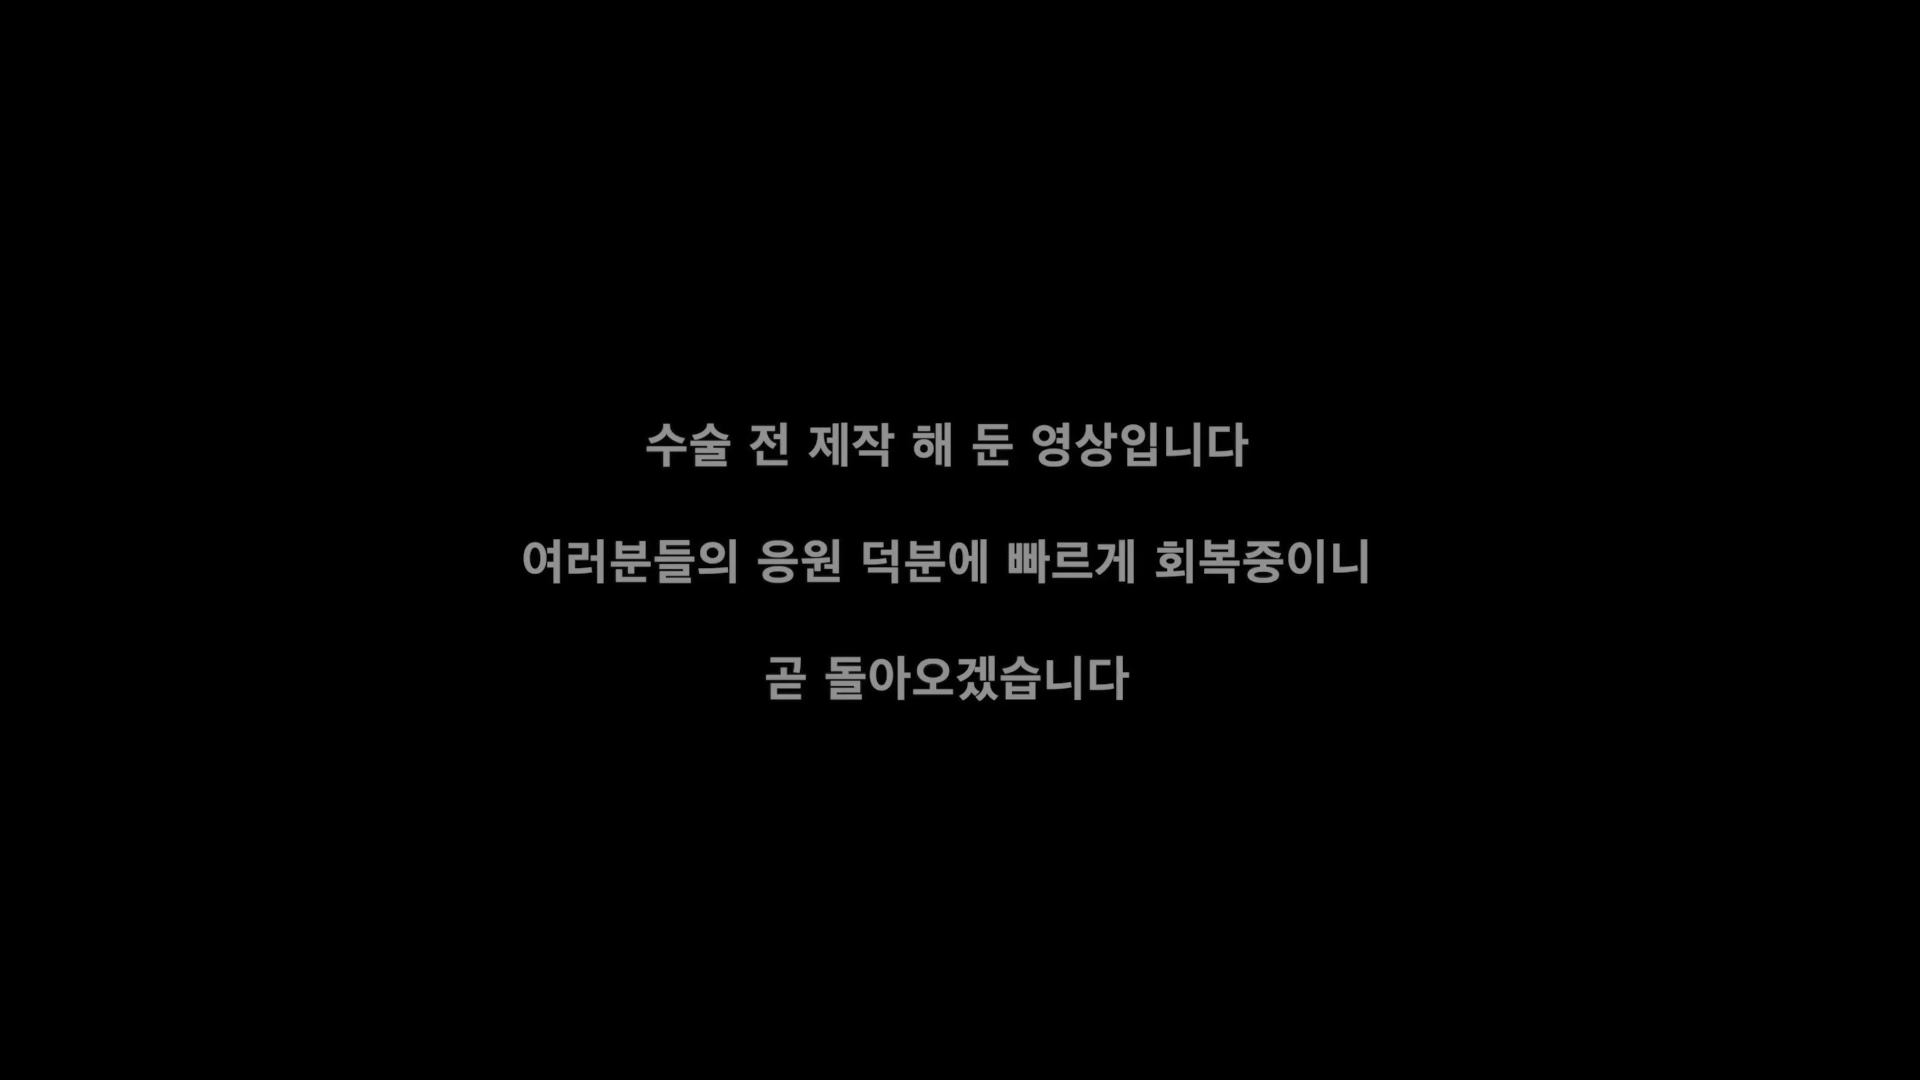 수술 전 제작 해 둔 영상입니다
여러분들의 응원 덕분에 빠르게 회복중이니
곧 돌아오겠습니다